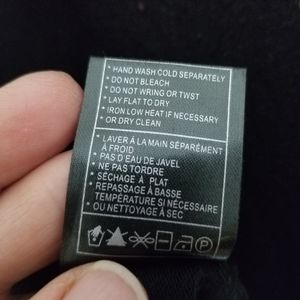 * HAND WASH COLD SEPARATELY
* DO NOT BLEACH
* DO NOT WRING OR TWST
* LAY FLAT TO DRY
* IRON LOW HEAT IF NECESSARY
* OR DRY CLEAN
* LAVER À LA MAIN SÉPARÉMENT
À FROID
* PAS D'EAU DE JAVEL
* NE PAS TORDRE
* SÉCHAGE À PLAT
* REPASSAGE À BASSE
TEMPÉRATURE SI NÉCESSAIRE
* OU NETTOYAGE À SEC
P